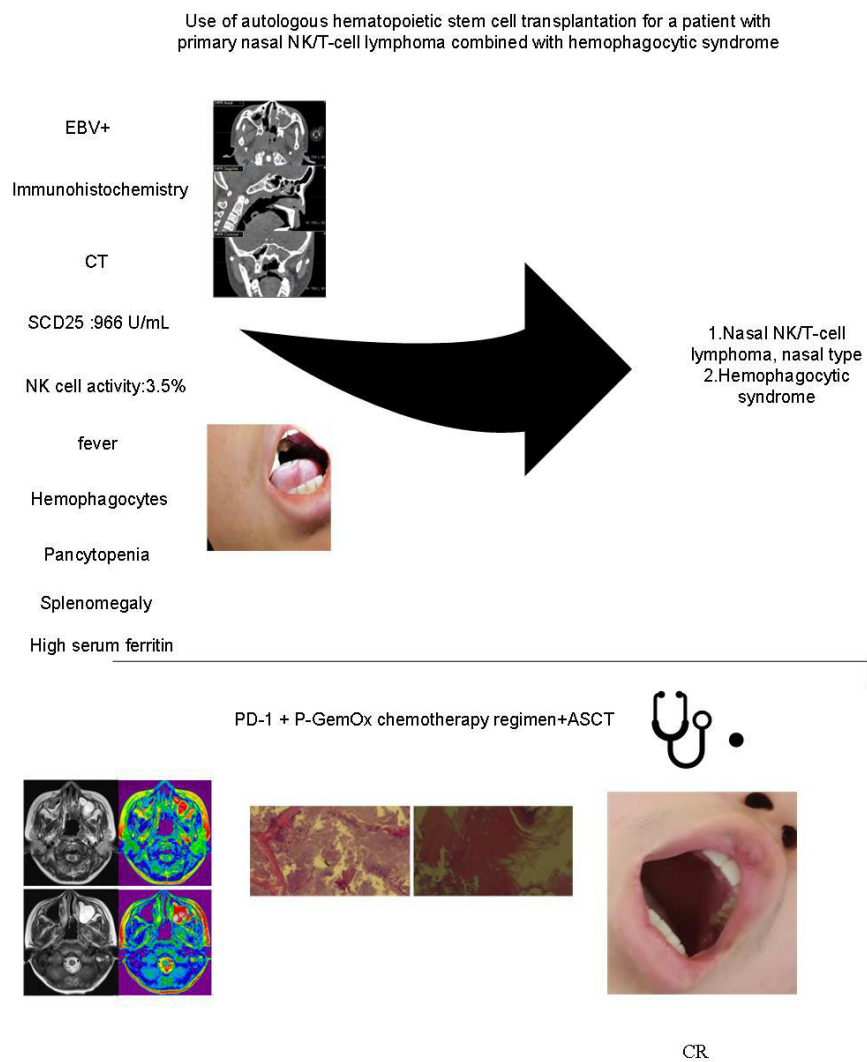 Use of autologous hematopoietic stem cell transplantation for a patient with
primary nasal NK/T-cell lymphoma combined with hemophagocytic syndrome
EBV+
Immunohistochemistry
CT
SCD25 :966 U/mL
NK cell activity:3.5%
fever
Hemophagocytes
Pancytopenia
Splenomegaly
High serum ferritin
1.Nasal NK/T-cell
lymphoma, nasal type
2.Hemophagocytic
syndrome
PD-1 + P-GemOx chemotherapy regimen+ASCT
CR